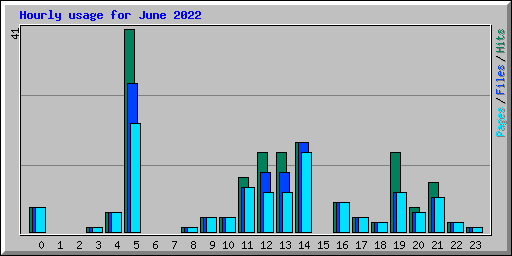 Hourly usage for June 2022
41
Pages/Files/Hits
0 1 2 3 4 5 6 7 8 9 10 11 12 13 14 15 16 17 18 19 20 21 22 23